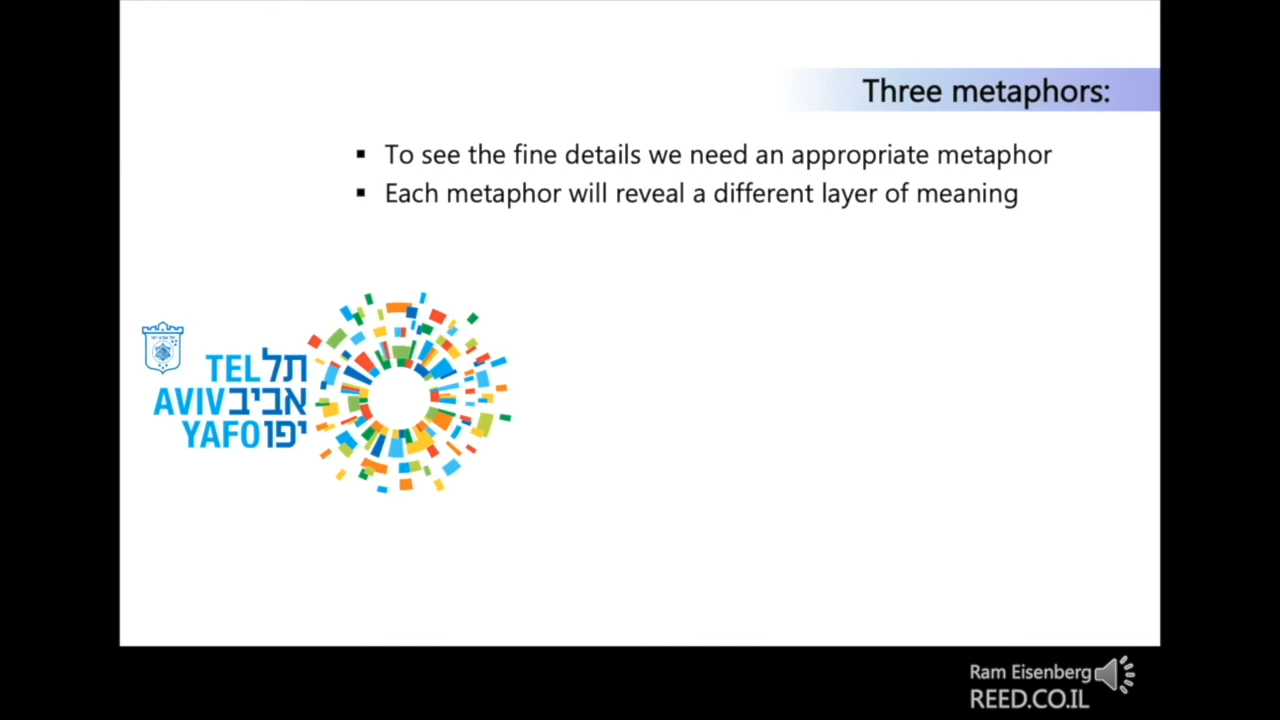 Three metaphors:
▪ To see the fine details we need an appropriate metaphor
▪ Each metaphor will reveal a different layer of meaning
TEL תל
AVIV אביב
YAFO יפו
Ram Eisenberg
REED.CO.IL